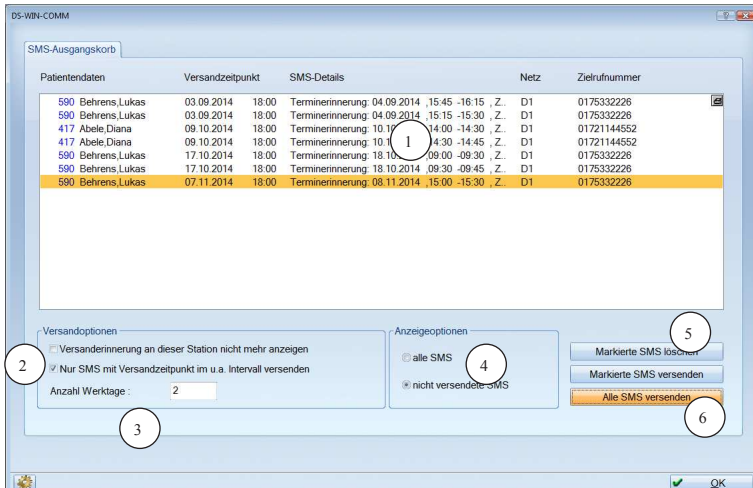 DS-WIN-COMM
SMS-Ausgangskorb
Patientendaten Versandzeitpunkt SMS-Details Netz Zielrufnummer
590 Behrens,Lukas 03.09.2014 18:00 Terminerinnerung: 04.09.2014 ,15:45 -16:15 , Z.. D1 0175332226
590 Behrens,Lukas 03.09.2014 18:00 Terminerinnerung: 04.09.2014 ,15:15 -15:30 , Z.. D1 0175332226
417 Abele,Diana 09.10.2014 18:00 Terminerinnerung: 10.10 14:00 -14:30 , Z.. D1 01721144552
417 Abele,Diana 09.10.2014 18:00 Terminerinnerung: 10.1 14:30 -14:45 , Z.. D1 01721144552
590 Behrens,Lukas 17.10.2014 18:00 Terminerinnerung: 18.10.2014 ,09:00 -09:30 , Z.. D1 0175332226
590 Behrens,Lukas 17.10.2014 18:00 Terminerinnerung: 18.10.2014 ,09:30 -09:45 , Z.. D1 0175332226
590 Behrens,Lukas 07.11.2014 18:00 Terminerinnerung: 08.11.2014 ,15:00 -15:30 , Z.. D1 0175332226
1
Versandoptionen
Versanderinnerung an dieser Station nicht mehr anzeigen
2
Nur SMS mit Versandzeitpunkt im u.a. Intervall versenden
Anzahl Werktage : 2
3
Anzeigeoptionen
alle SMS
4
nicht versendete SMS
5
Markierte SMS löschen
Markierte SMS versenden
Alle SMS versenden
6
OK